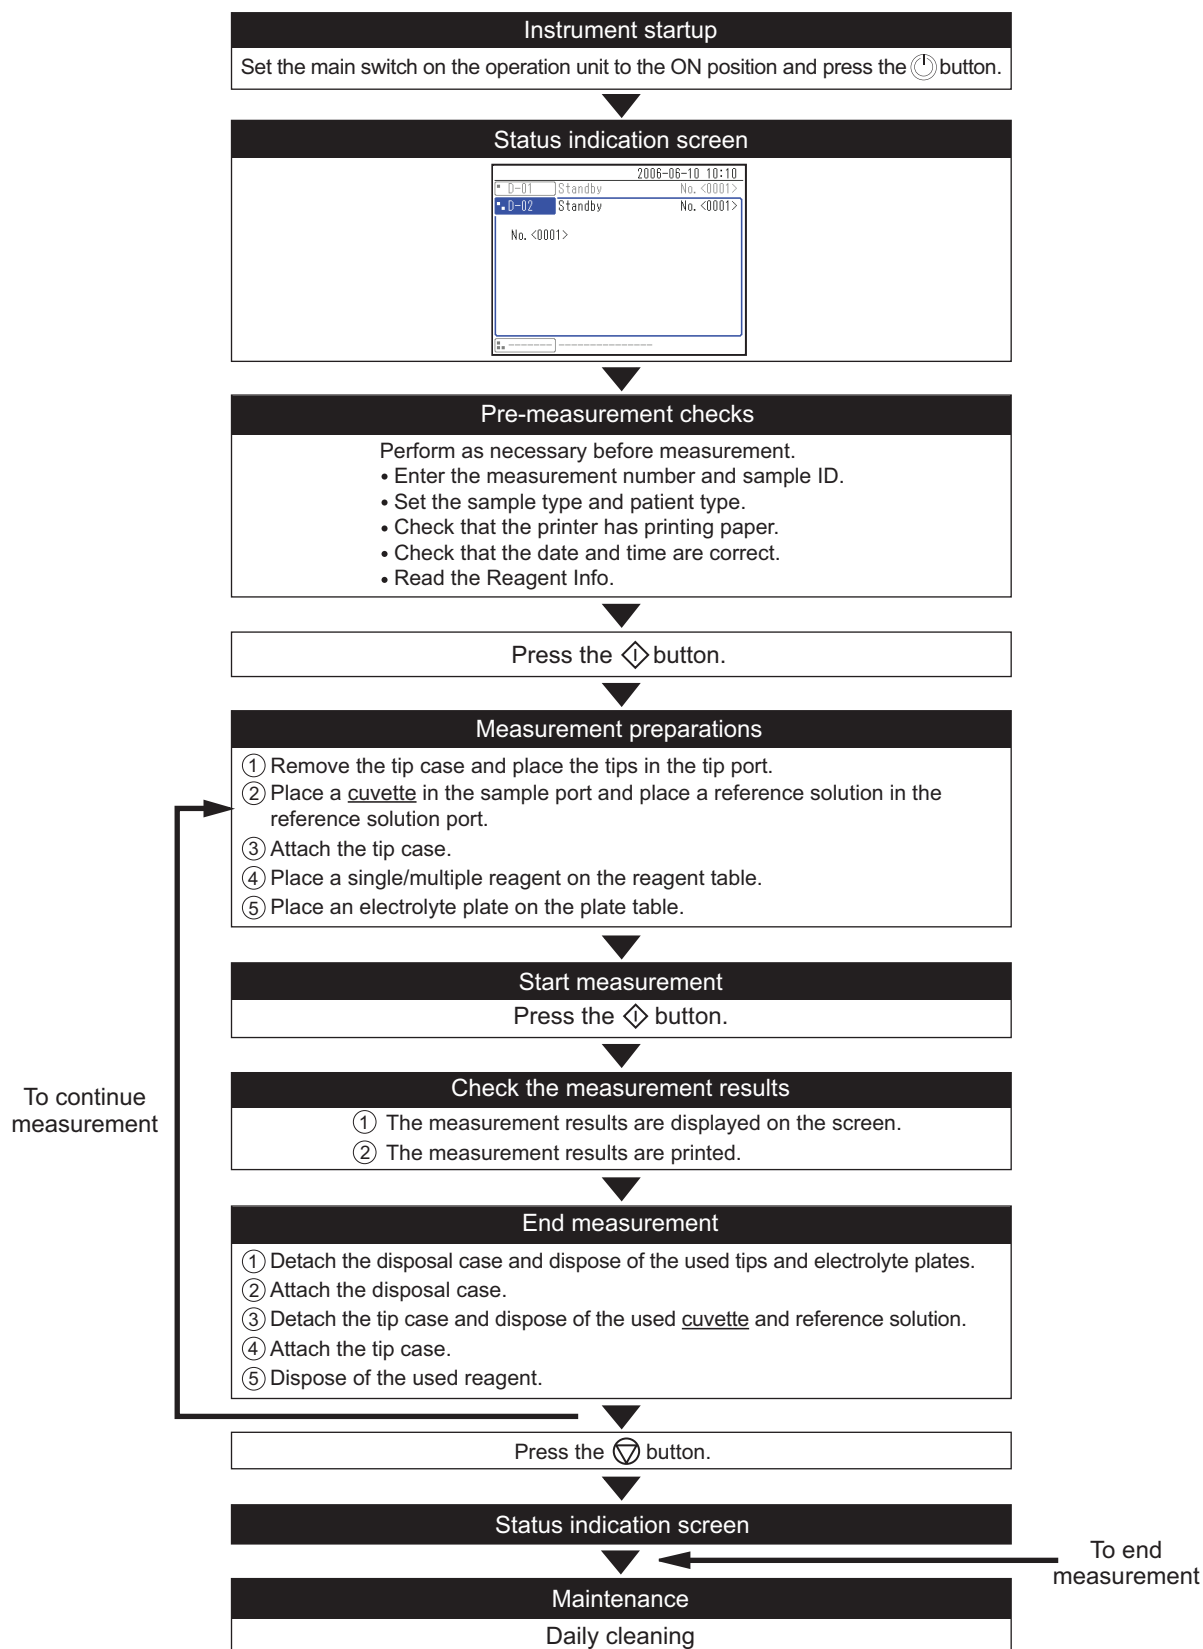 Instrument startup
Set the main switch on the operation unit to the ON position and press the button.
Status indication screen
2006-06-10 10:10
D-01 Standby No.<0001>
D-02 Standby No.<0001>
No.<0001>
------- ---------------
Pre-measurement checks
Perform as necessary before measurement.
• Enter the measurement number and sample ID.
• Set the sample type and patient type.
• Check that the printer has printing paper.
• Check that the date and time are correct.
• Read the Reagent Info.
Press the button.
Measurement preparations
① Remove the tip case and place the tips in the tip port.
② Place a cuvette in the sample port and place a reference solution in the
reference solution port.
③ Attach the tip case.
④ Place a single/multiple reagent on the reagent table.
⑤ Place an electrolyte plate on the plate table.
Start measurement
Press the button.
To continue
measurement
Check the measurement results
① The measurement results are displayed on the screen.
② The measurement results are printed.
End measurement
① Detach the disposal case and dispose of the used tips and electrolyte plates.
② Attach the disposal case.
③ Detach the tip case and dispose of the used cuvette and reference solution.
④ Attach the tip case.
⑤ Dispose of the used reagent.
Press the button.
Status indication screen
To end
measurement
Maintenance
Daily cleaning